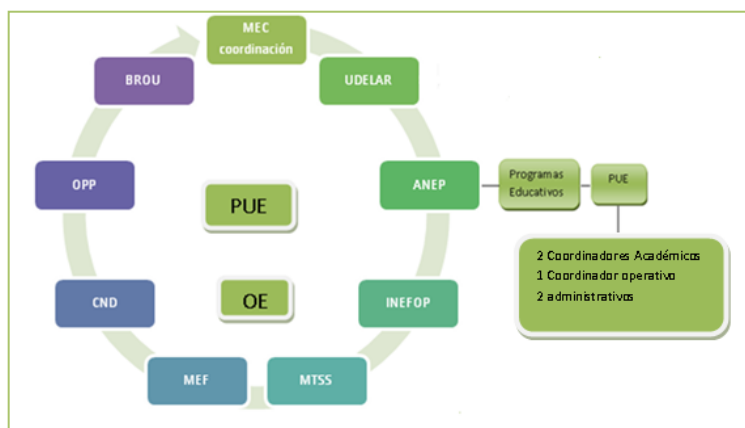 MEC
coordinación
BROU
UDELAR
OPP
PUE
ANEP
Programas
Educativos
PUE
2 Coordinadores Académicos
1 Coordinador operativo
2 administrativos
CND
OE
INEFOP
MEF
MTSS